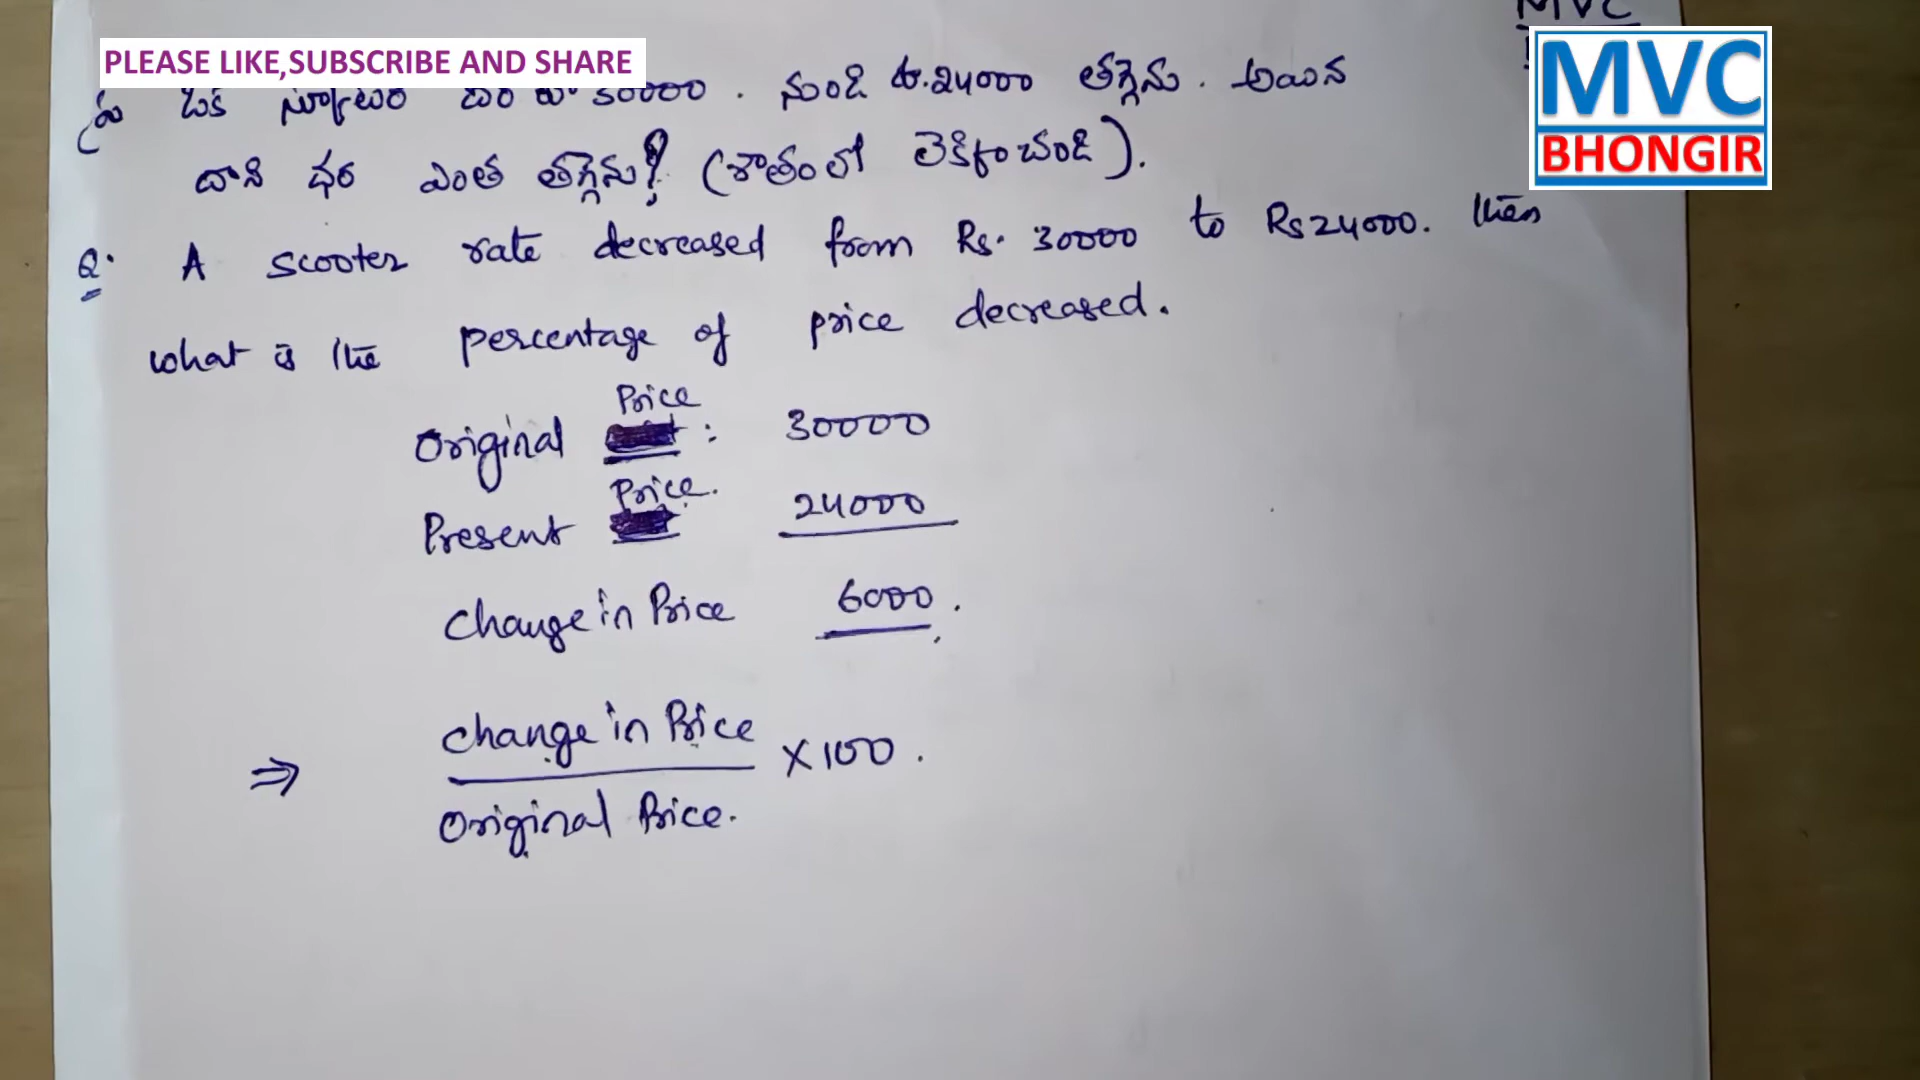 MVC
PLEASE LIKE,SUBSCRIBE AND SHARE
MVC
BHONGIR
ప్ర ఒక స్కూటర్ ధర రూ 30000 . నుండి రూ.24000 తగ్గెను . అయిన
దాని ధర ఎంత తగ్గెను? (శాతంలో లెక్కించండి).
Q. A scooter rate decreased from Rs. 30000 to Rs 24000. then
what is the percentage of price decreased.
Price
Original : 30000
Price.
Present 24000
Change in Price 6000 .
⇒ Change in Price × 100 .
Original Price.